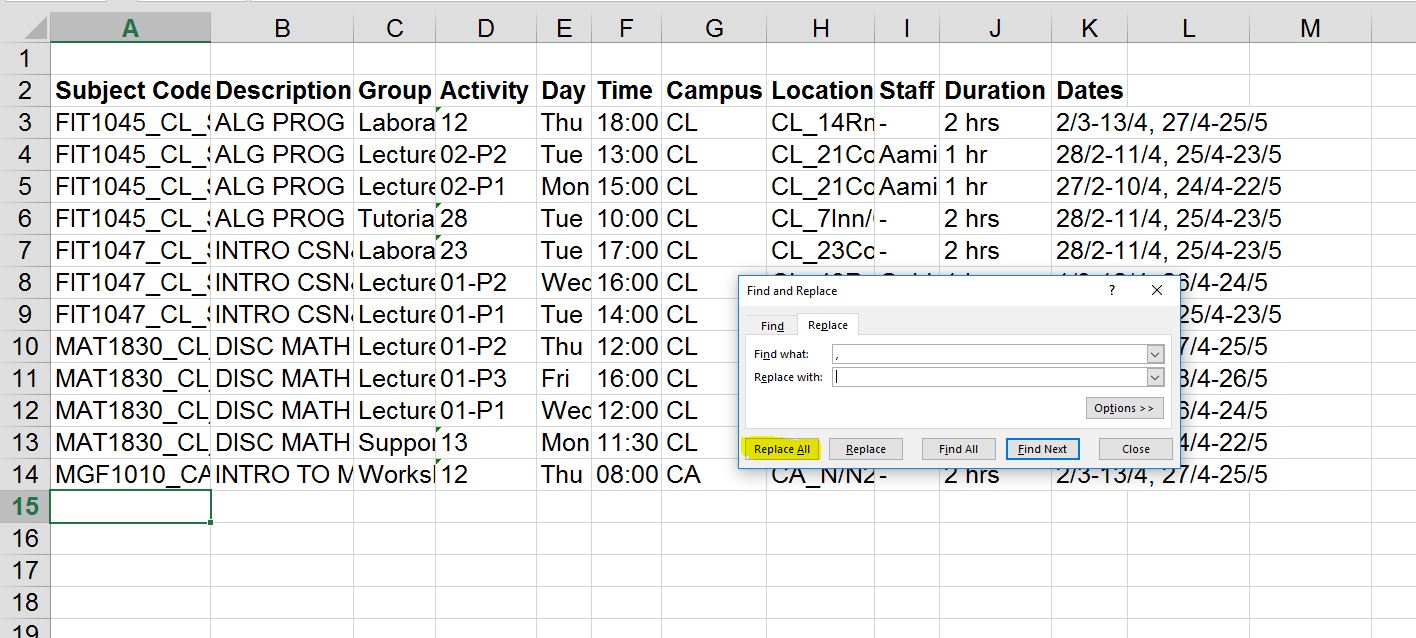 A B C D E F G H I J K L M
1
2 Subject Code Description Group Activity Day Time Campus Location Staff Duration Dates
3 FIT1045_CL_ ALG PROG Labora 12 Thu 18:00 CL CL_14Rn - 2 hrs 2/3-13/4, 27/4-25/5
4 FIT1045_CL_ ALG PROG Lecture 02-P2 Tue 13:00 CL CL_21Co Aami 1 hr 28/2-11/4, 25/4-23/5
5 FIT1045_CL_ ALG PROG Lecture 02-P1 Mon 15:00 CL CL_21Co Aami 1 hr 27/2-10/4, 24/4-22/5
6 FIT1045_CL_ ALG PROG Tutoria 28 Tue 10:00 CL CL_7Inn/ - 2 hrs 28/2-11/4, 25/4-23/5
7 FIT1047_CL_ INTRO CSN Labora 23 Tue 17:00 CL CL_23Co - 2 hrs 28/2-11/4, 25/4-23/5
8 FIT1047_CL_ INTRO CSN Lecture 01-P2 Wed 16:00 CL 6/4-24/5
9 FIT1047_CL_ INTRO CSN Lecture 01-P1 Tue 14:00 CL 25/4-23/5
10 MAT1830_CL DISC MATH Lecture 01-P2 Thu 12:00 CL 7/4-25/5
11 MAT1830_CL DISC MATH Lecture 01-P3 Fri 16:00 CL 8/4-26/5
12 MAT1830_CL DISC MATH Lecture 01-P1 Wed 12:00 CL 6/4-24/5
13 MAT1830_CL DISC MATH Suppor 13 Mon 11:30 CL 4/4-22/5
14 MGF1010_CA INTRO TO M Works 12 Thu 08:00 CA CA_N/N2 - 2 hrs 2/3-13/4, 27/4-25/5
15
16
17
18
19
Find and Replace ?
Find Replace
Find what: ,
Replace with:
Options >>
Replace All Replace Find All Find Next Close